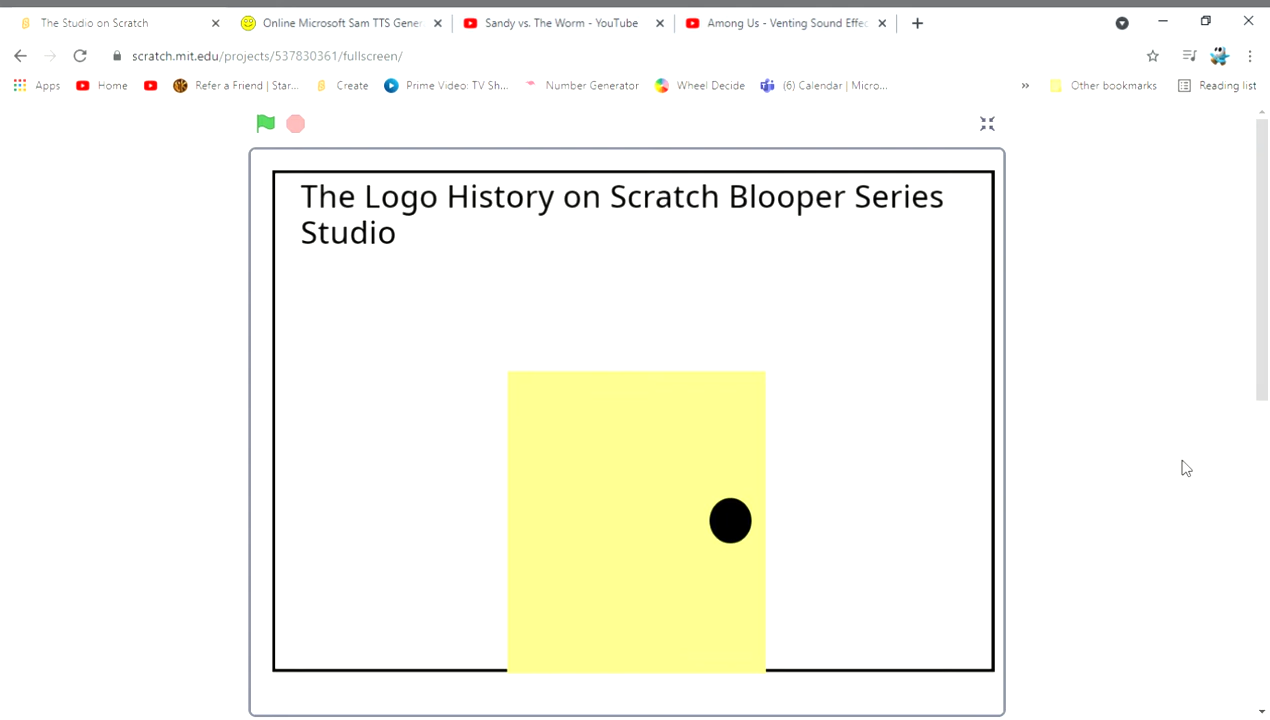 The Studio on Scratch
Online Microsoft Sam TTS Gener
Sandy vs. The Worm - YouTube
Among Us - Venting Sound Effec
scratch.mit.edu/projects/537830361/fullscreen/
Apps
Home
Refer a Friend | Star...
Create
Prime Video: TV Sh...
Number Generator
Wheel Decide
(6) Calendar | Micro...
»
Other bookmarks
Reading list
The Logo History on Scratch Blooper Series
Studio